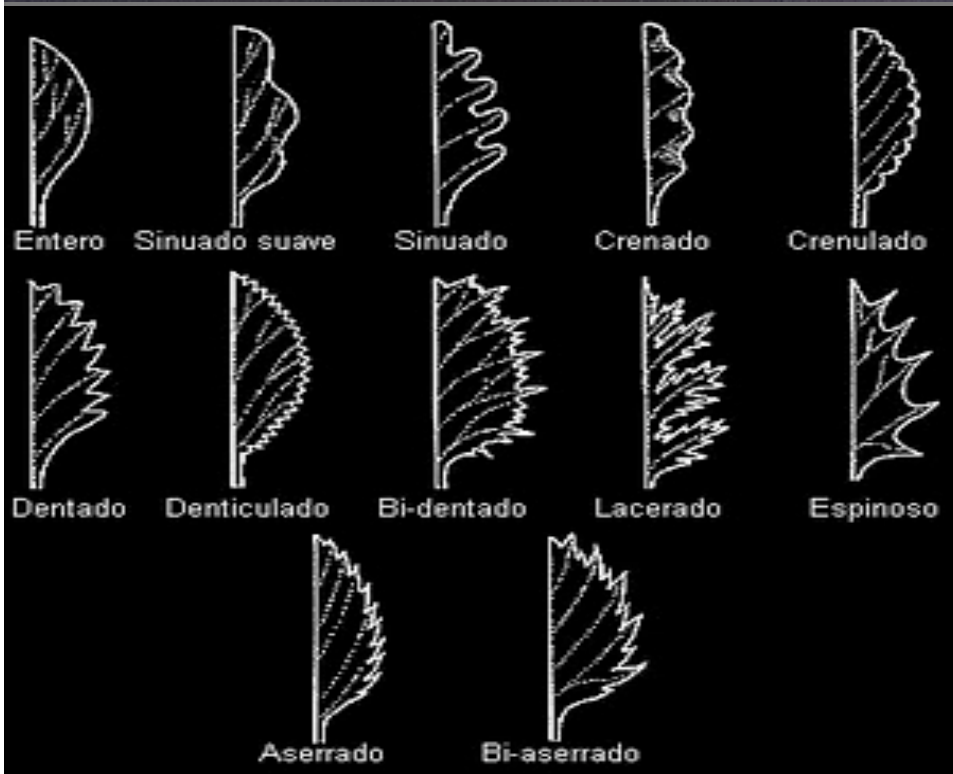 Entero Sinuado suave Sinuado Crenado Crenulado
Dentado Denticulado Bi-dentado Lacerado Espinoso
Aserrado Bi-aserrado